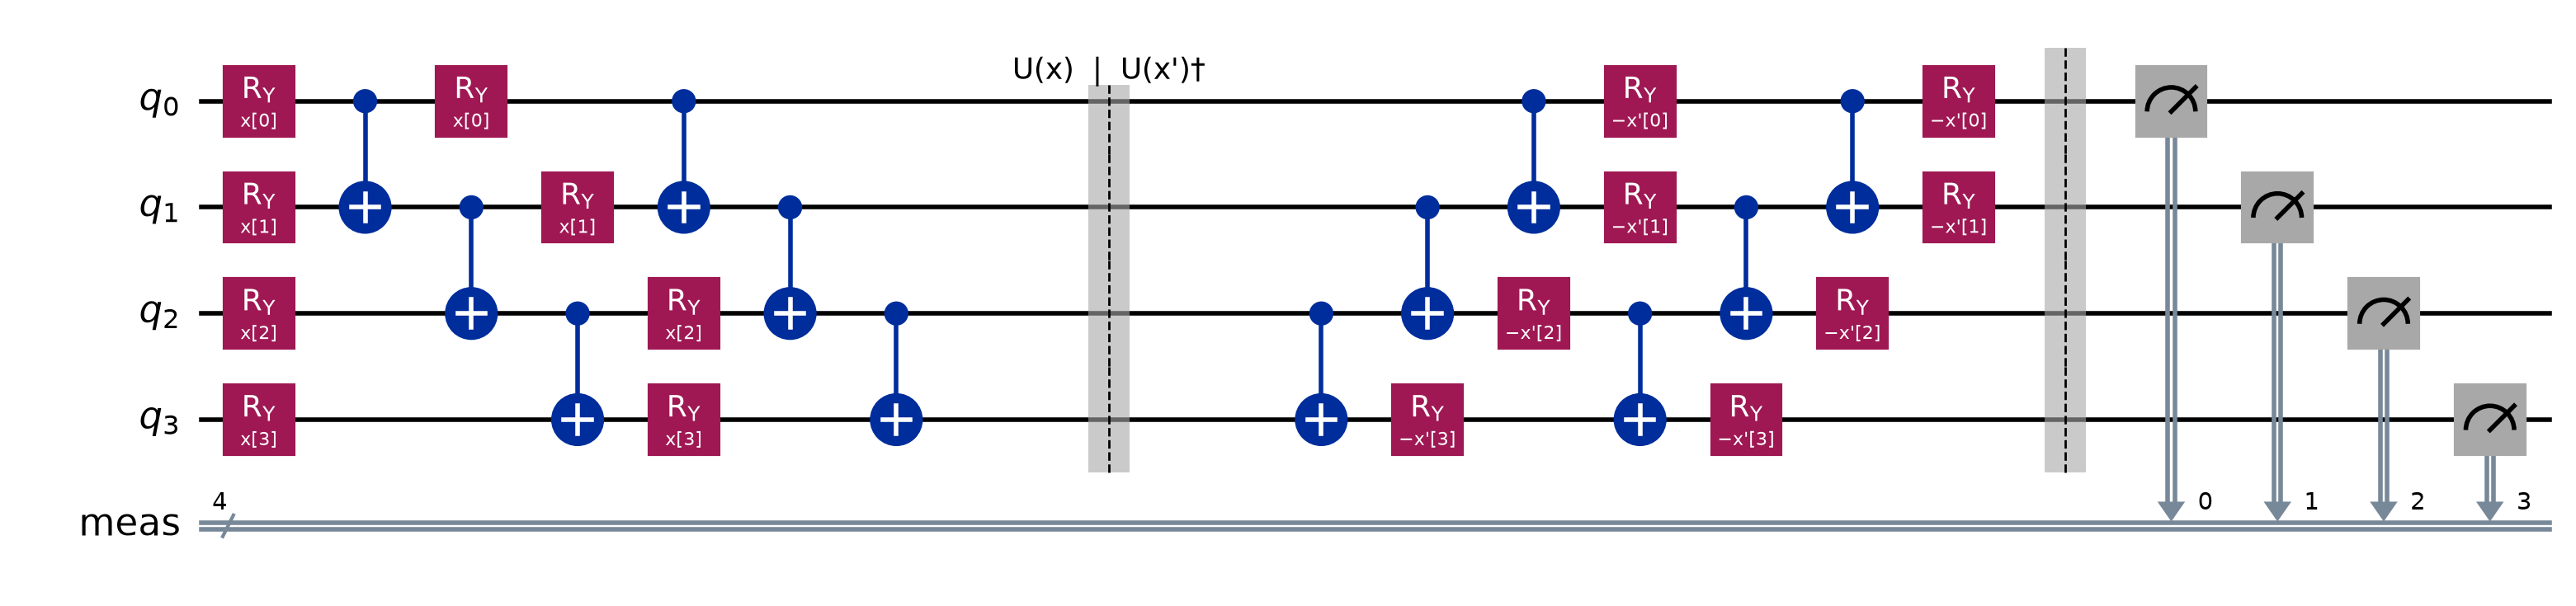 U(x) | U(x')†
q0 RY x[0] RY x[0] RY −x'[0] RY −x'[0]
q1 RY x[1] RY x[1] RY −x'[1] RY −x'[1]
q2 RY x[2] RY x[2] RY −x'[2] RY −x'[2]
q3 RY x[3] RY x[3] RY −x'[3] RY −x'[3]
4 0 1 2 3
meas